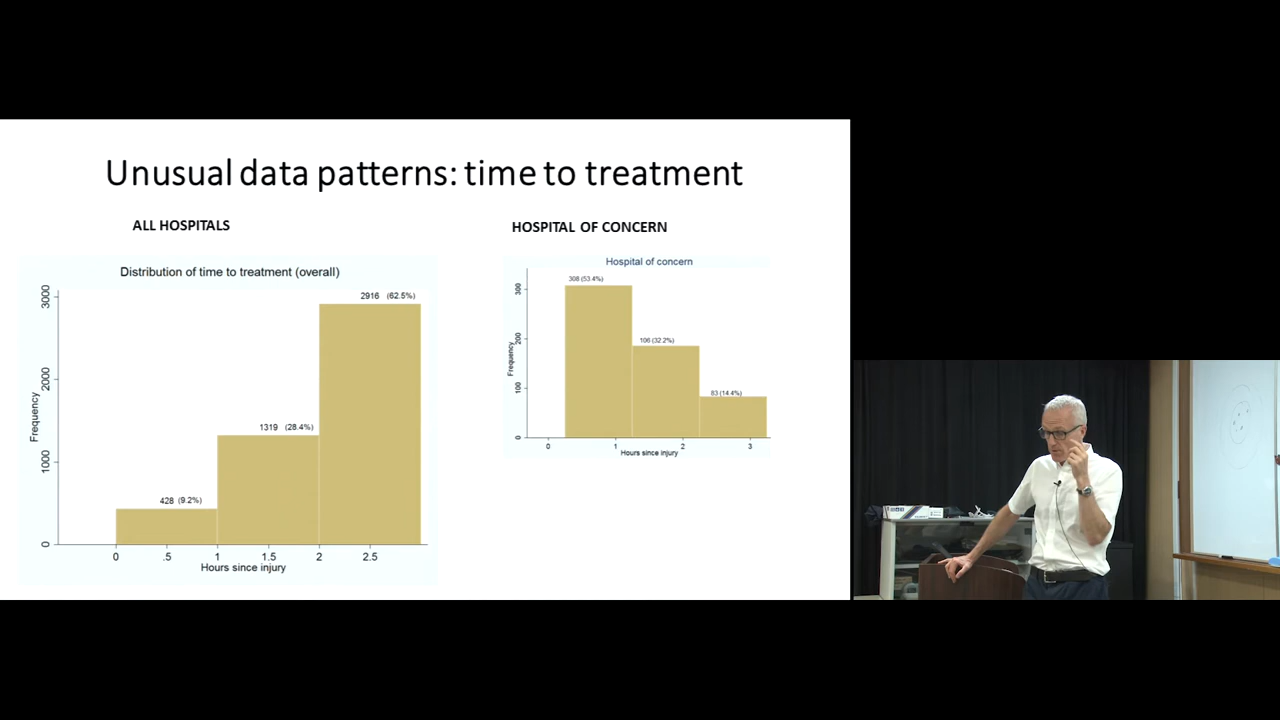 Unusual data patterns: time to treatment
ALL HOSPITALS
HOSPITAL OF CONCERN
Distribution of time to treatment (overall)
3000
2000
1000
0
Frequency
428 (9.2%)
1319 (28.4%)
2916 (62.5%)
0 .5 1 1.5 2 2.5
Hours since injury
Hospital of concern
300
200
100
0
Frequency
308 (53.4%)
106 (32.2%)
83 (14.4%)
0 1 2 3
Hours since injury